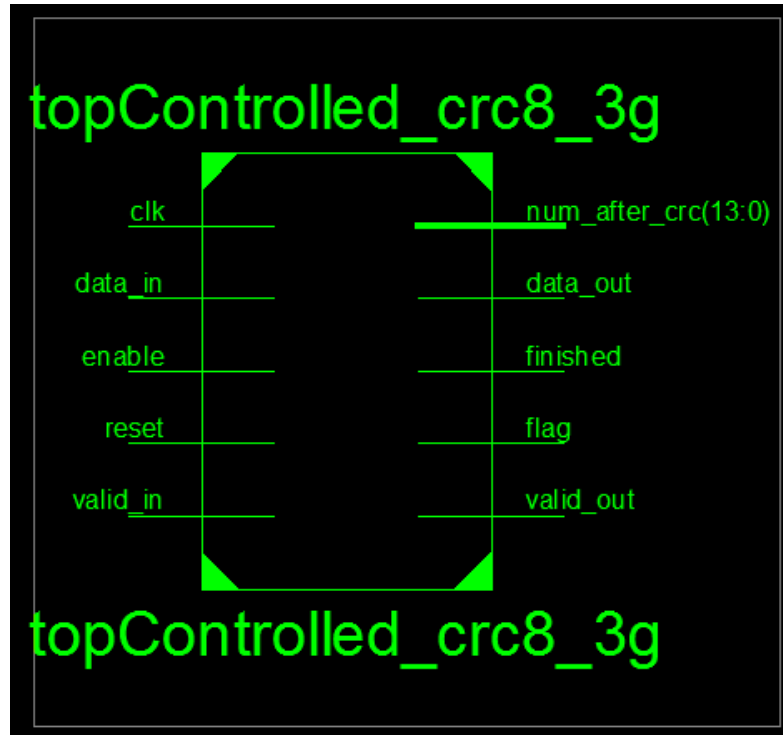 topControlled_crc8_3g
clk
num_after_crc(13:0)
data_in
data_out
enable
finished
reset
flag
valid_in
valid_out
topControlled_crc8_3g